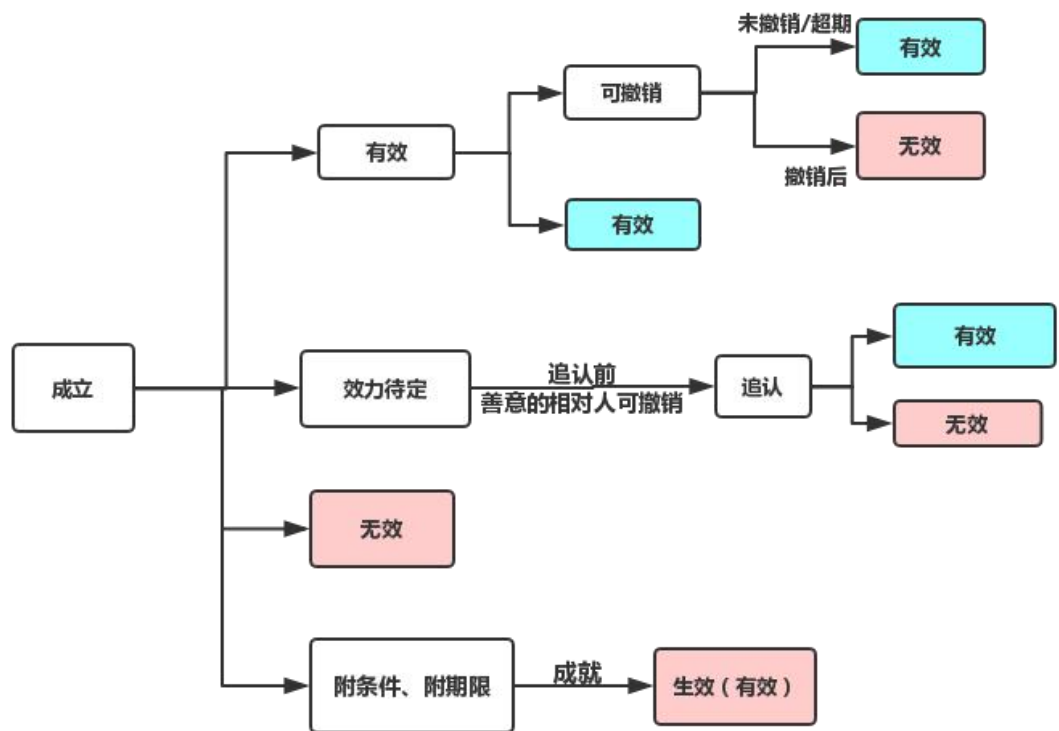 未撤销/超期
有效
可撤销
有效
无效
撤销后
有效
有效
成立
效力待定
追认前
善意的相对人可撤销
追认
无效
无效
附条件、附期限
成就
生效（有效）